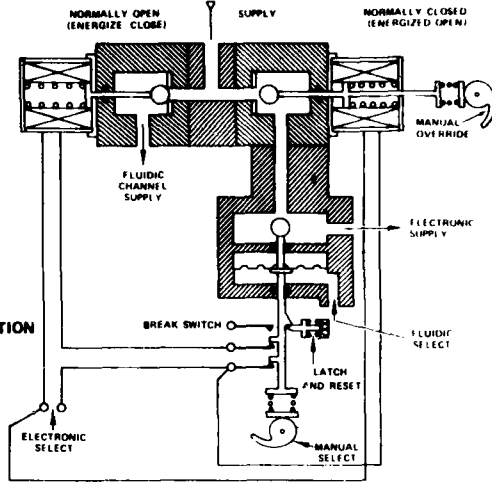 NORMALLY OPEN
(ENERGIZE CLOSE)
SUPPLY
NORMALLY CLOSED
(ENERGIZED OPEN)
MANUAL
OVERRIDE
FLUIDIC
CHANNEL
SUPPLY
ELECTRONIC
SUPPLY
TION
BREAK SWITCH
FLUIDIC
SELECT
LATCH
AND RESET
ELECTRONIC
SELECT
MANUAL
SELECT